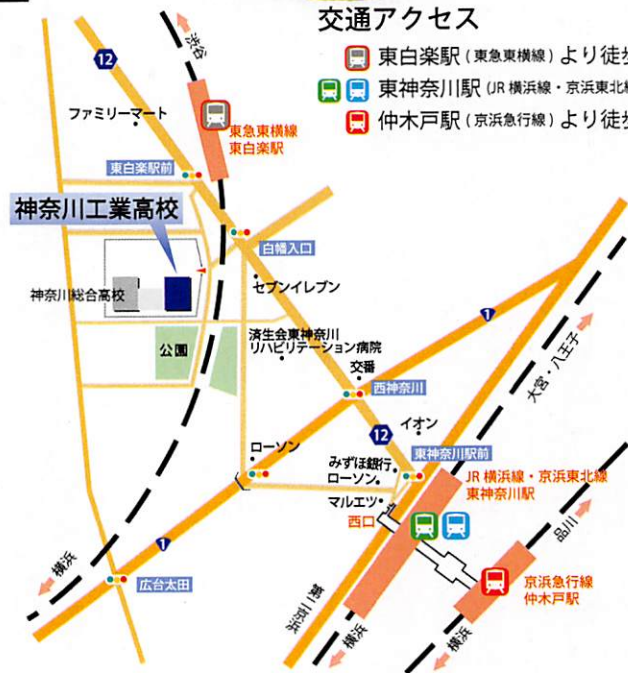 交通アクセス
東白楽駅 (東急東横線) より徒歩
東神奈川駅 (JR 横浜線・京浜東北線
仲木戸駅 (京浜急行線) より徒歩
渋谷
12
ファミリーマート
東急東横線
東白楽駅
東白楽駅前
神奈川工業高校
白幡入口
神奈川総合高校
セブンイレブン
1
大宮・八王子
公園
済生会東神奈川
リハビリテーション病院
交番
西神奈川
イオン
12
東神奈川駅前
ローソン
みずほ銀行
ローソン
マルエツ
西口
JR 横浜線・京浜東北線
東神奈川駅
品川
1
横浜
広台太田
第二京浜
京浜急行線
仲木戸駅
横浜
横浜